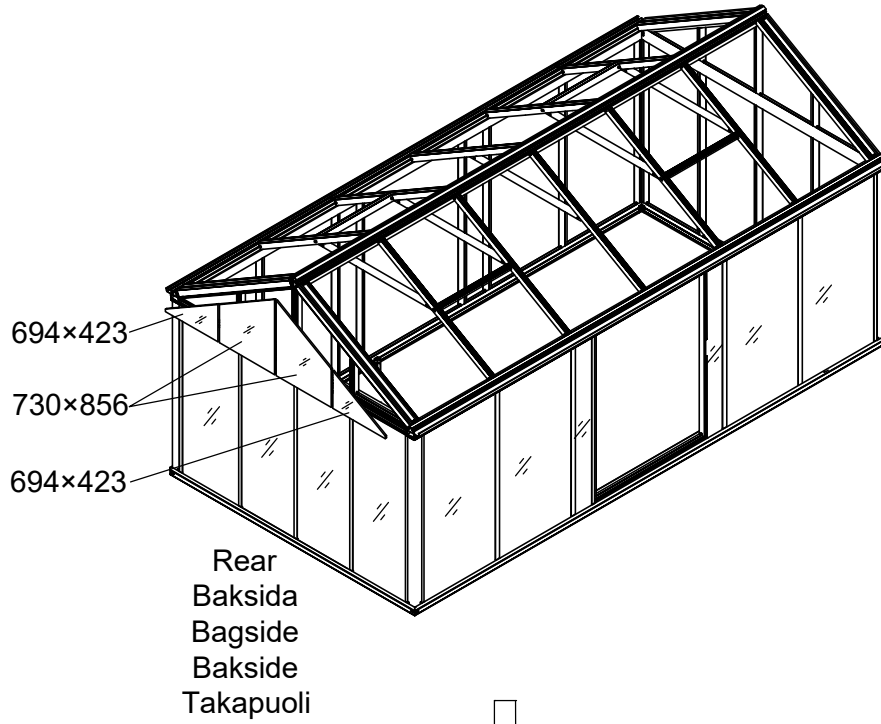 694×423
730×856
694×423
Rear
Baksida
Bagside
Bakside
Takapuoli